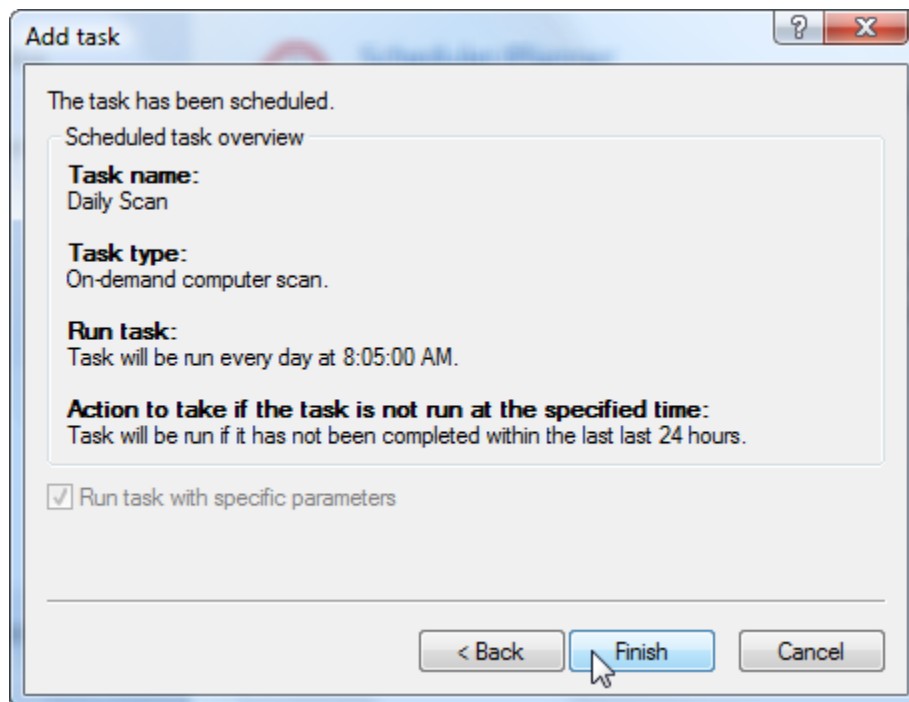 Add task
The task has been scheduled.
Scheduled task overview
Task name:
Daily Scan
Task type:
On-demand computer scan.
Run task:
Task will be run every day at 8:05:00 AM.
Action to take if the task is not run at the specified time:
Task will be run if it has not been completed within the last last 24 hours.
Run task with specific parameters
< Back Finish Cancel